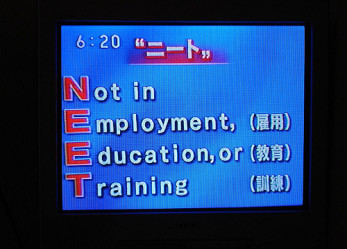 6:20 “ニート”
Not in
Employment, (雇用)
Education, or (教育)
Training (訓練)